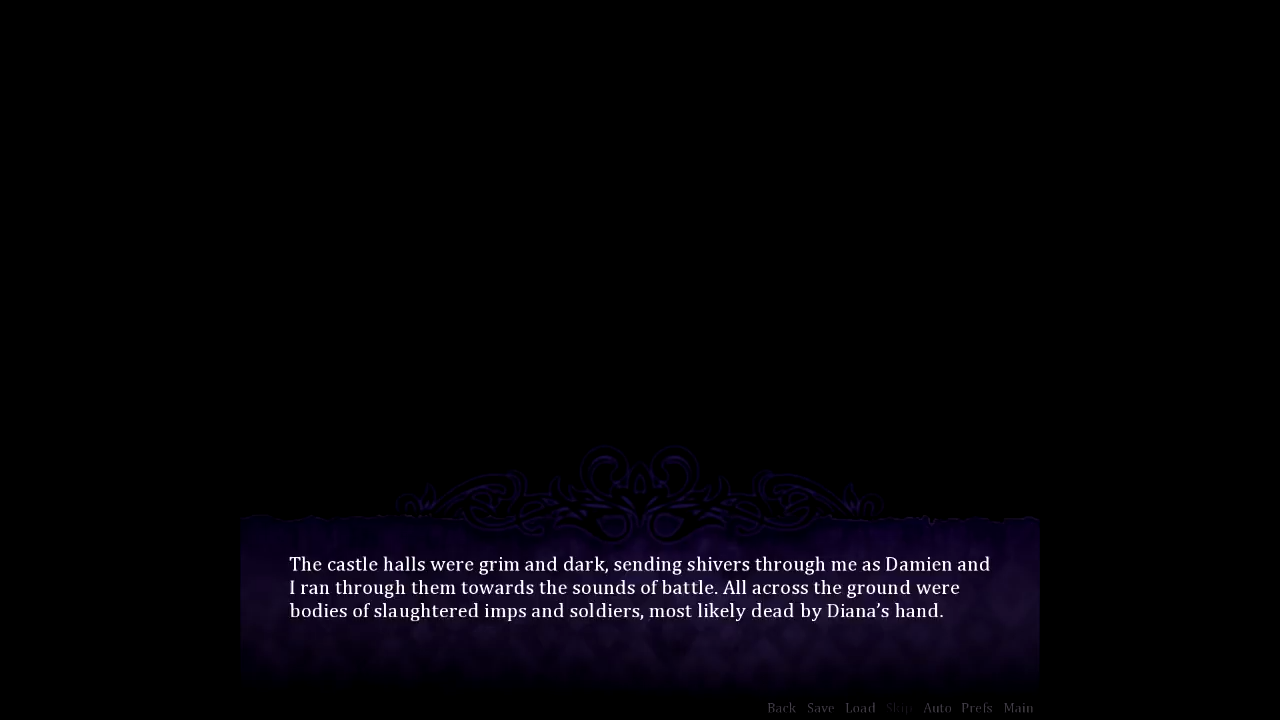 The castle halls were grim and dark, sending shivers through me as Damien and
I ran through them towards the sounds of battle. All across the ground were
bodies of slaughtered imps and soldiers, most likely dead by Diana’s hand.
Back Save Load Skip Auto Prefs Main